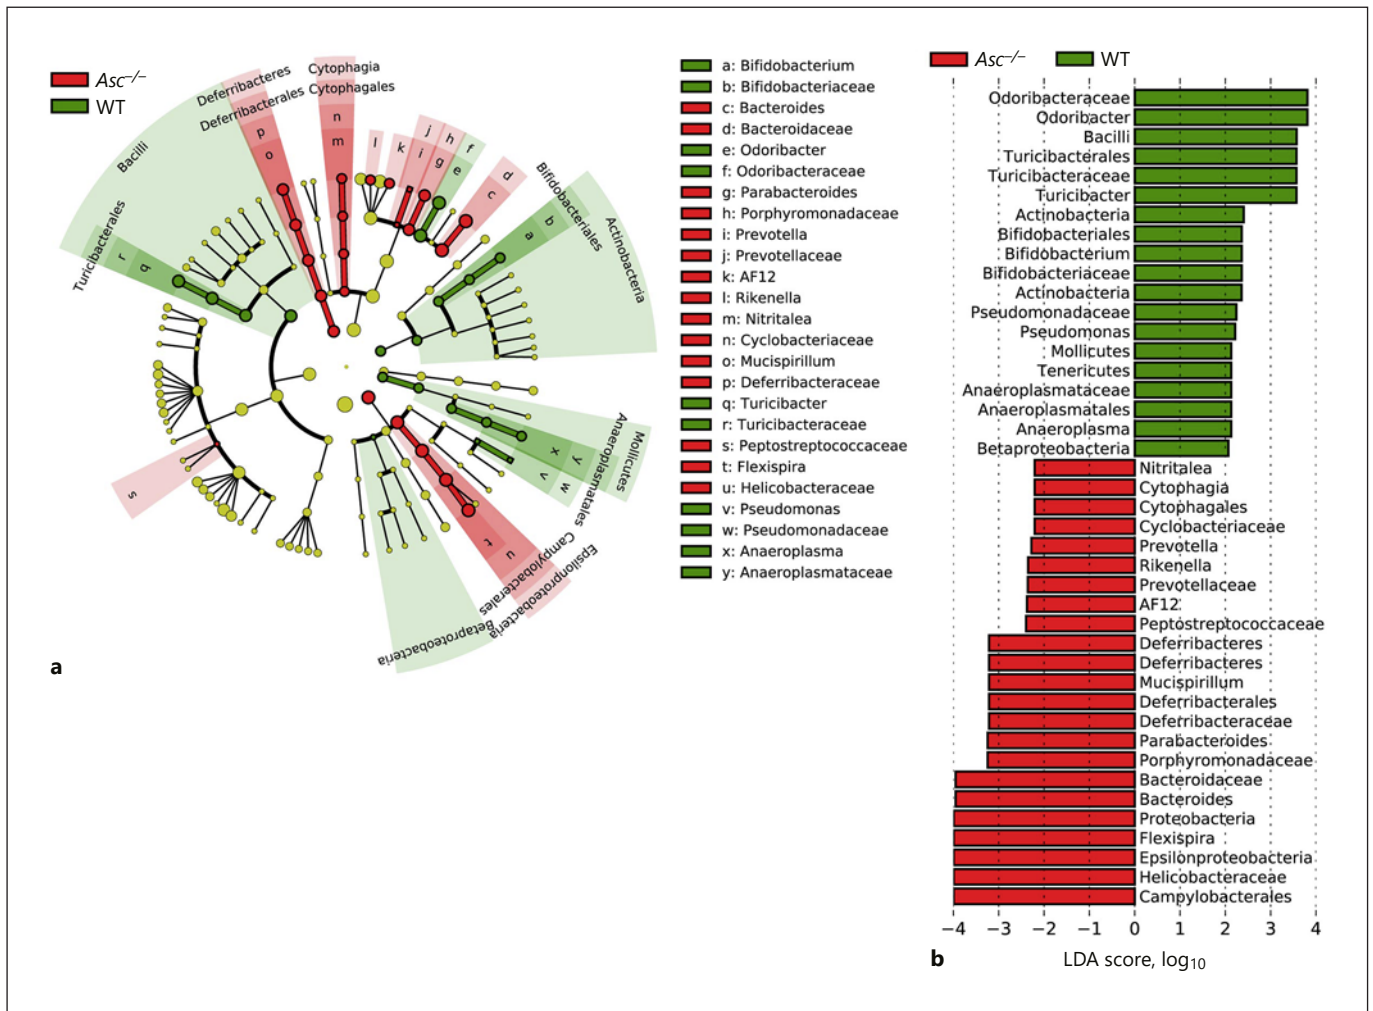 Asc–/–
WT
Deferribacteres
Deferribacterales
Cytophagia
Cytophagales
Bacilli
Turicibacterales
Bifidobacteriales
Actinobacteria
Mollicutes
Anaeroplasmatales
Epsilonproteobacteria
Campylobacterales
Betaproteobacteria
p
o
n
m
l
k
j
i
h
g
f
e
d
c
b
a
r
q
s
t
u
v
w
x
y
a
a: Bifidobacterium
b: Bifidobacteriaceae
c: Bacteroides
d: Bacteroidaceae
e: Odoribacter
f: Odoribacteraceae
g: Parabacteroides
h: Porphyromonadaceae
i: Prevotella
j: Prevotellaceae
k: AF12
l: Rikenella
m: Nitritalea
n: Cyclobacteriaceae
o: Mucispirillum
p: Deferribacteraceae
q: Turicibacter
r: Turicibacteraceae
s: Peptostreptococcaceae
t: Flexispira
u: Helicobacteraceae
v: Pseudomonas
w: Pseudomonadaceae
x: Anaeroplasma
y: Anaeroplasmataceae
Asc–/– WT
Odoribacteraceae
Odoribacter
Bacilli
Turicibacterales
Turicibacteraceae
Turicibacter
Actinobacteria
Bifidobacteriales
Bifidobacterium
Bifidobacteriaceae
Actinobacteria
Pseudomonadaceae
Pseudomonas
Mollicutes
Tenericutes
Anaeroplasmataceae
Anaeroplasmatales
Anaeroplasma
Betaproteobacteria
Nitritalea
Cytophagia
Cytophagales
Cyclobacteriaceae
Prevotella
Rikenella
Prevotellaceae
AF12
Peptostreptococcaceae
Deferribacteres
Deferribacteres
Mucispirillum
Deferribacterales
Deferribacteraceae
Parabacteroides
Porphyromonadaceae
Bacteroidaceae
Bacteroides
Proteobacteria
Flexispira
Epsilonproteobacteria
Helicobacteraceae
Campylobacterales
−4 −3 −2 −1 0 1 2 3 4
b LDA score, log10